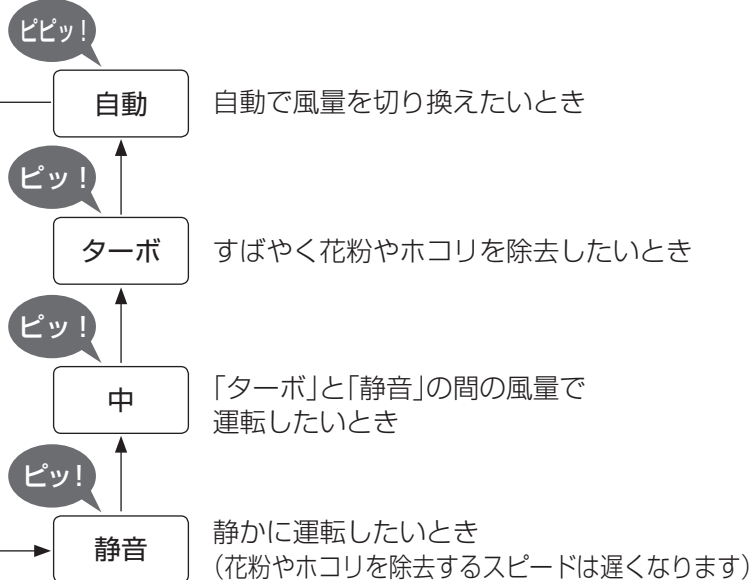 ピピッ!
自動
自動で風量を切り換えたいとき
ピッ!
ターボ
すばやく花粉やホコリを除去したいとき
ピッ!
中
「ターボ」と「静音」の間の風量で
運転したいとき
ピッ!
静音
静かに運転したいとき
(花粉やホコリを除去するスピードは遅くなります)